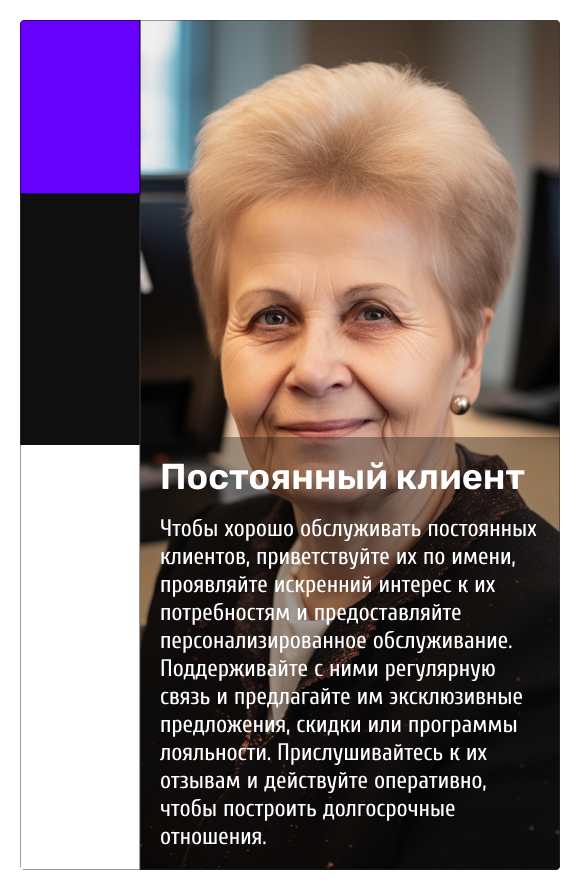 Постоянный клиент
Чтобы хорошо обслуживать постоянных
клиентов, приветствуйте их по имени,
проявляйте искренний интерес к их
потребностям и предоставляйте
персонализированное обслуживание.
Поддерживайте с ними регулярную
связь и предлагайте им эксклюзивные
предложения, скидки или программы
лояльности. Прислушивайтесь к их
отзывам и действуйте оперативно,
чтобы построить долгосрочные
отношения.